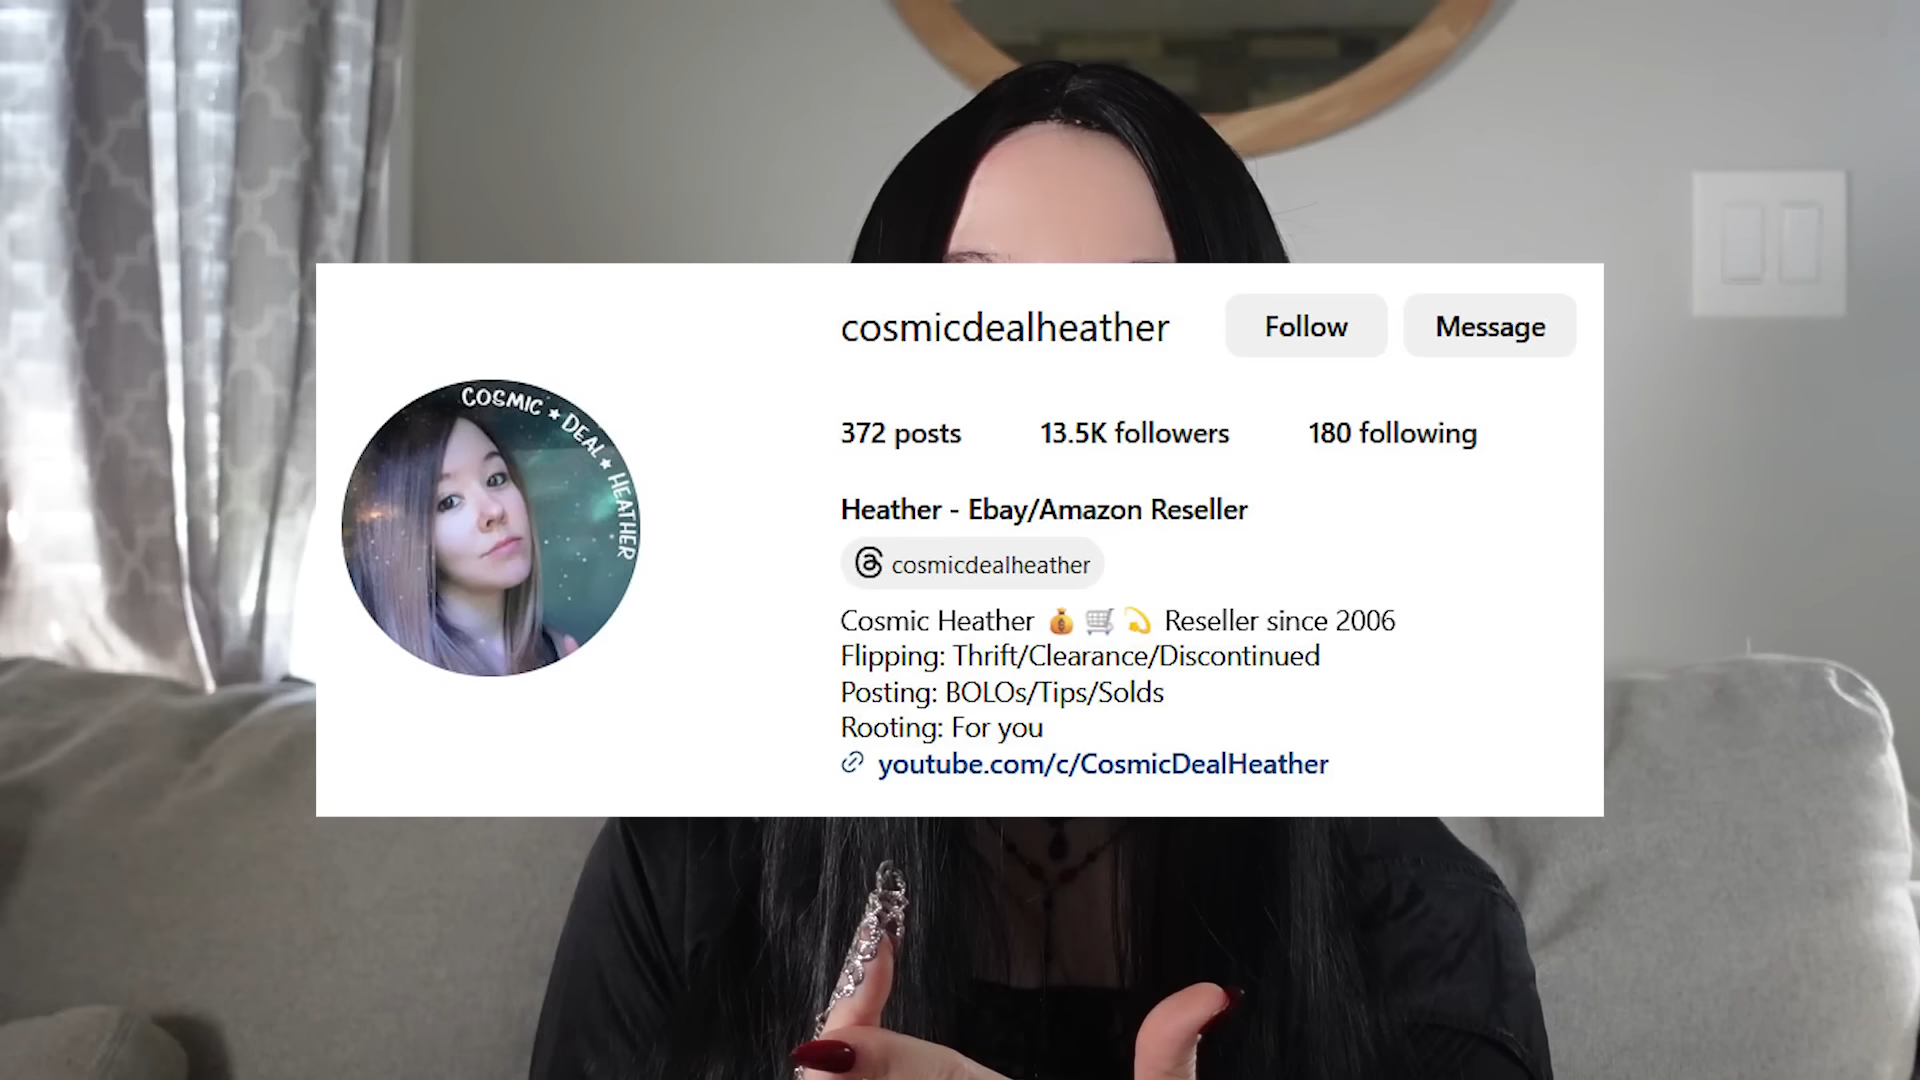 cosmicdealheather
Follow
Message
372 posts
13.5K followers
180 following
COSMIC ★ DEAL ★ HEATHER
Heather - Ebay/Amazon Reseller
cosmicdealheather
Cosmic Heather 💰 🛒 💫 Reseller since 2006
Flipping: Thrift/Clearance/Discontinued
Posting: BOLOs/Tips/Solds
Rooting: For you
youtube.com/c/CosmicDealHeather